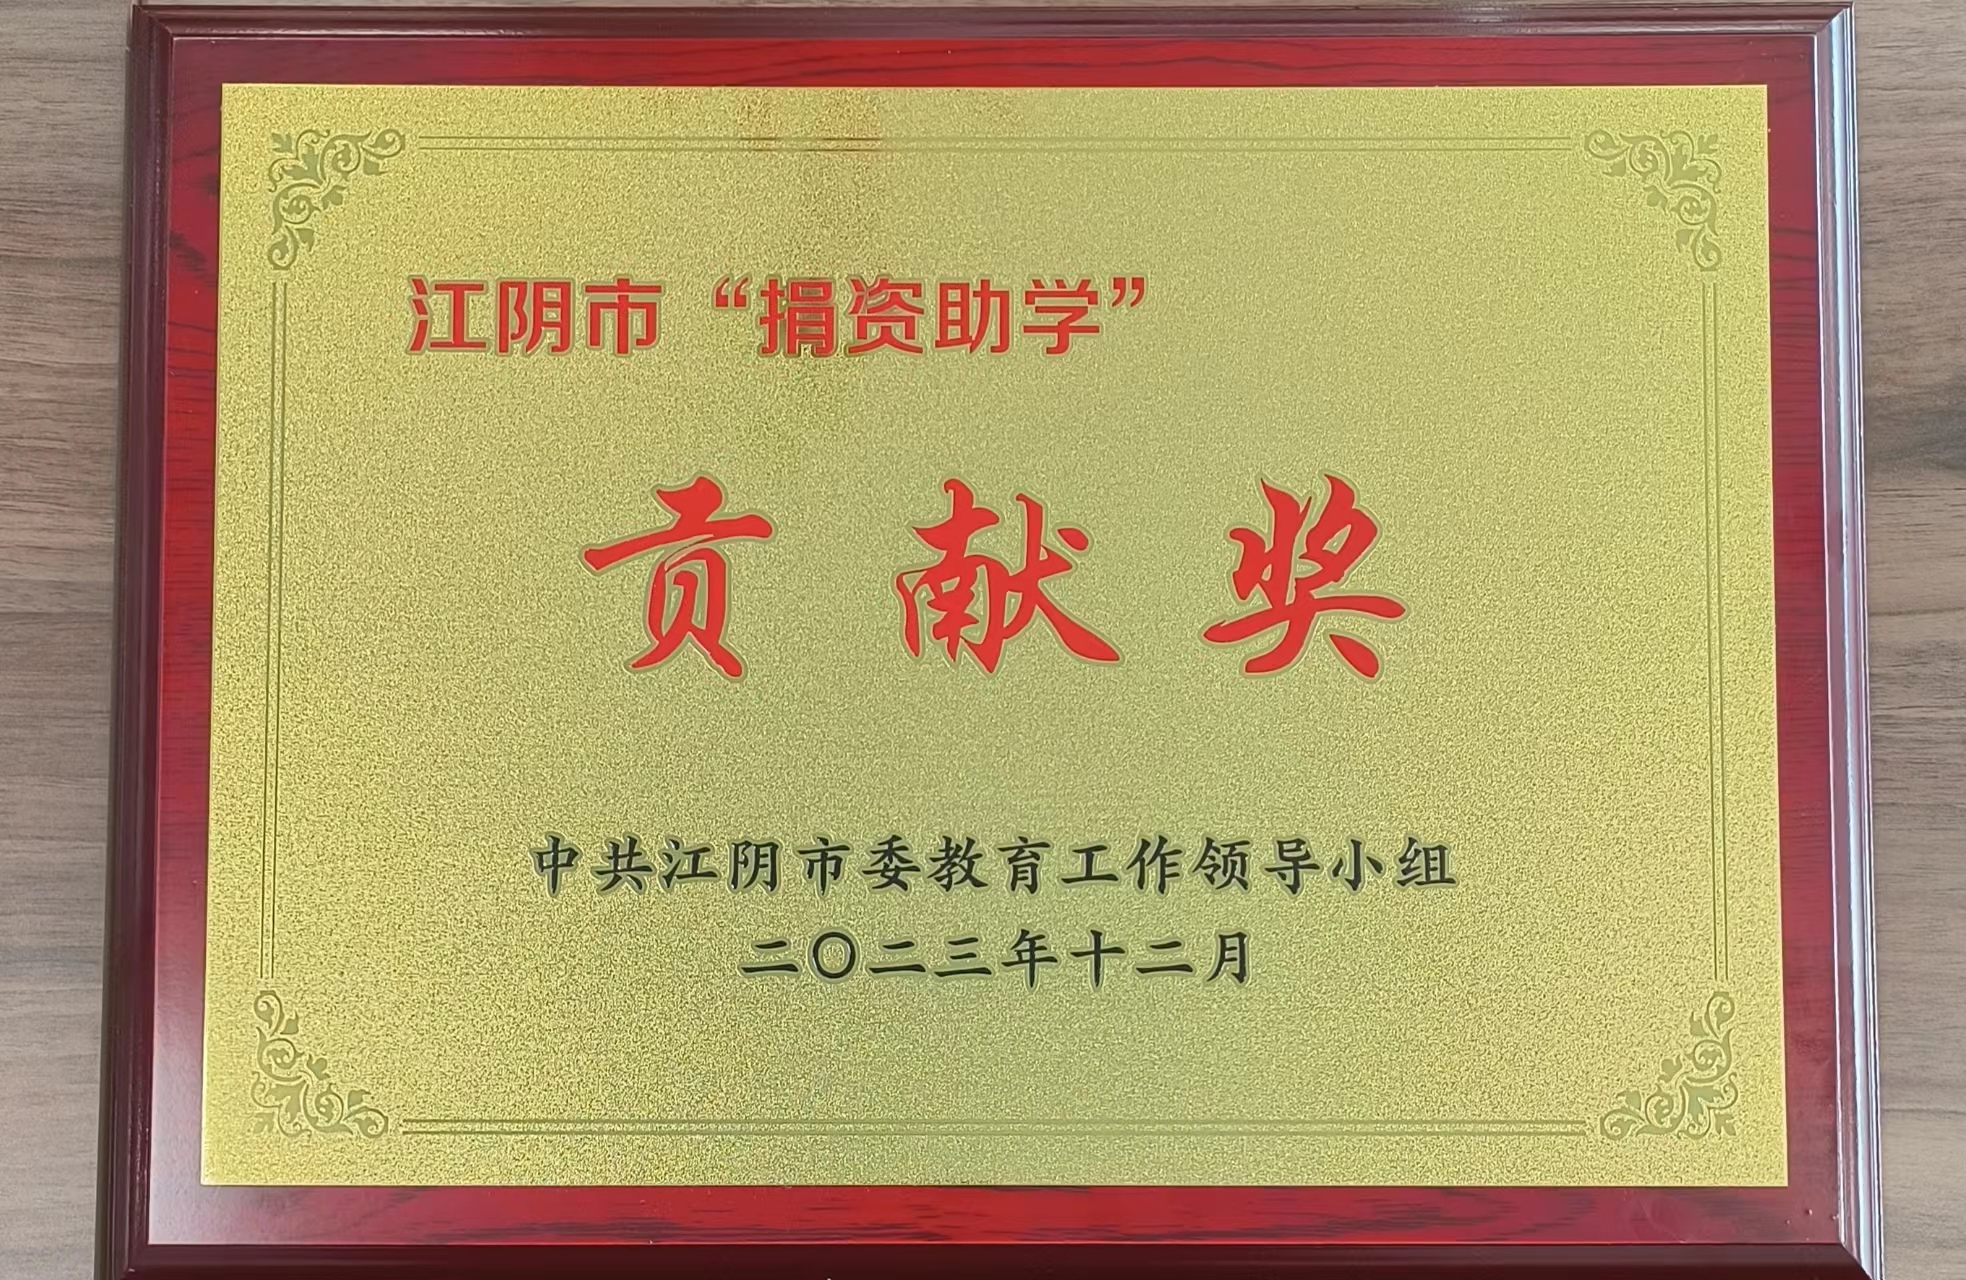 江阴市“捐资助学”
贡献奖
中共江阴市委教育工作领导小组
二〇二三年十二月